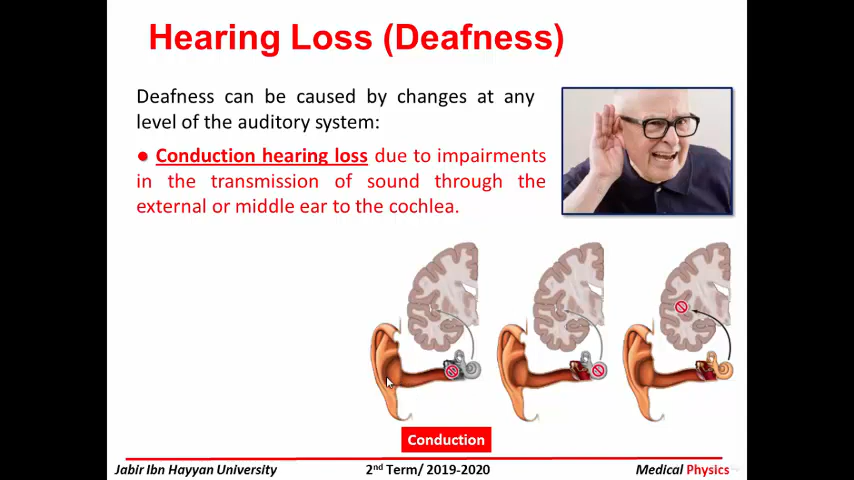 Hearing Loss (Deafness)
Deafness can be caused by changes at any
level of the auditory system:
● Conduction hearing loss due to impairments
in the transmission of sound through the
external or middle ear to the cochlea.
Conduction
Jabir Ibn Hayyan University
2nd Term/ 2019-2020
Medical Physics